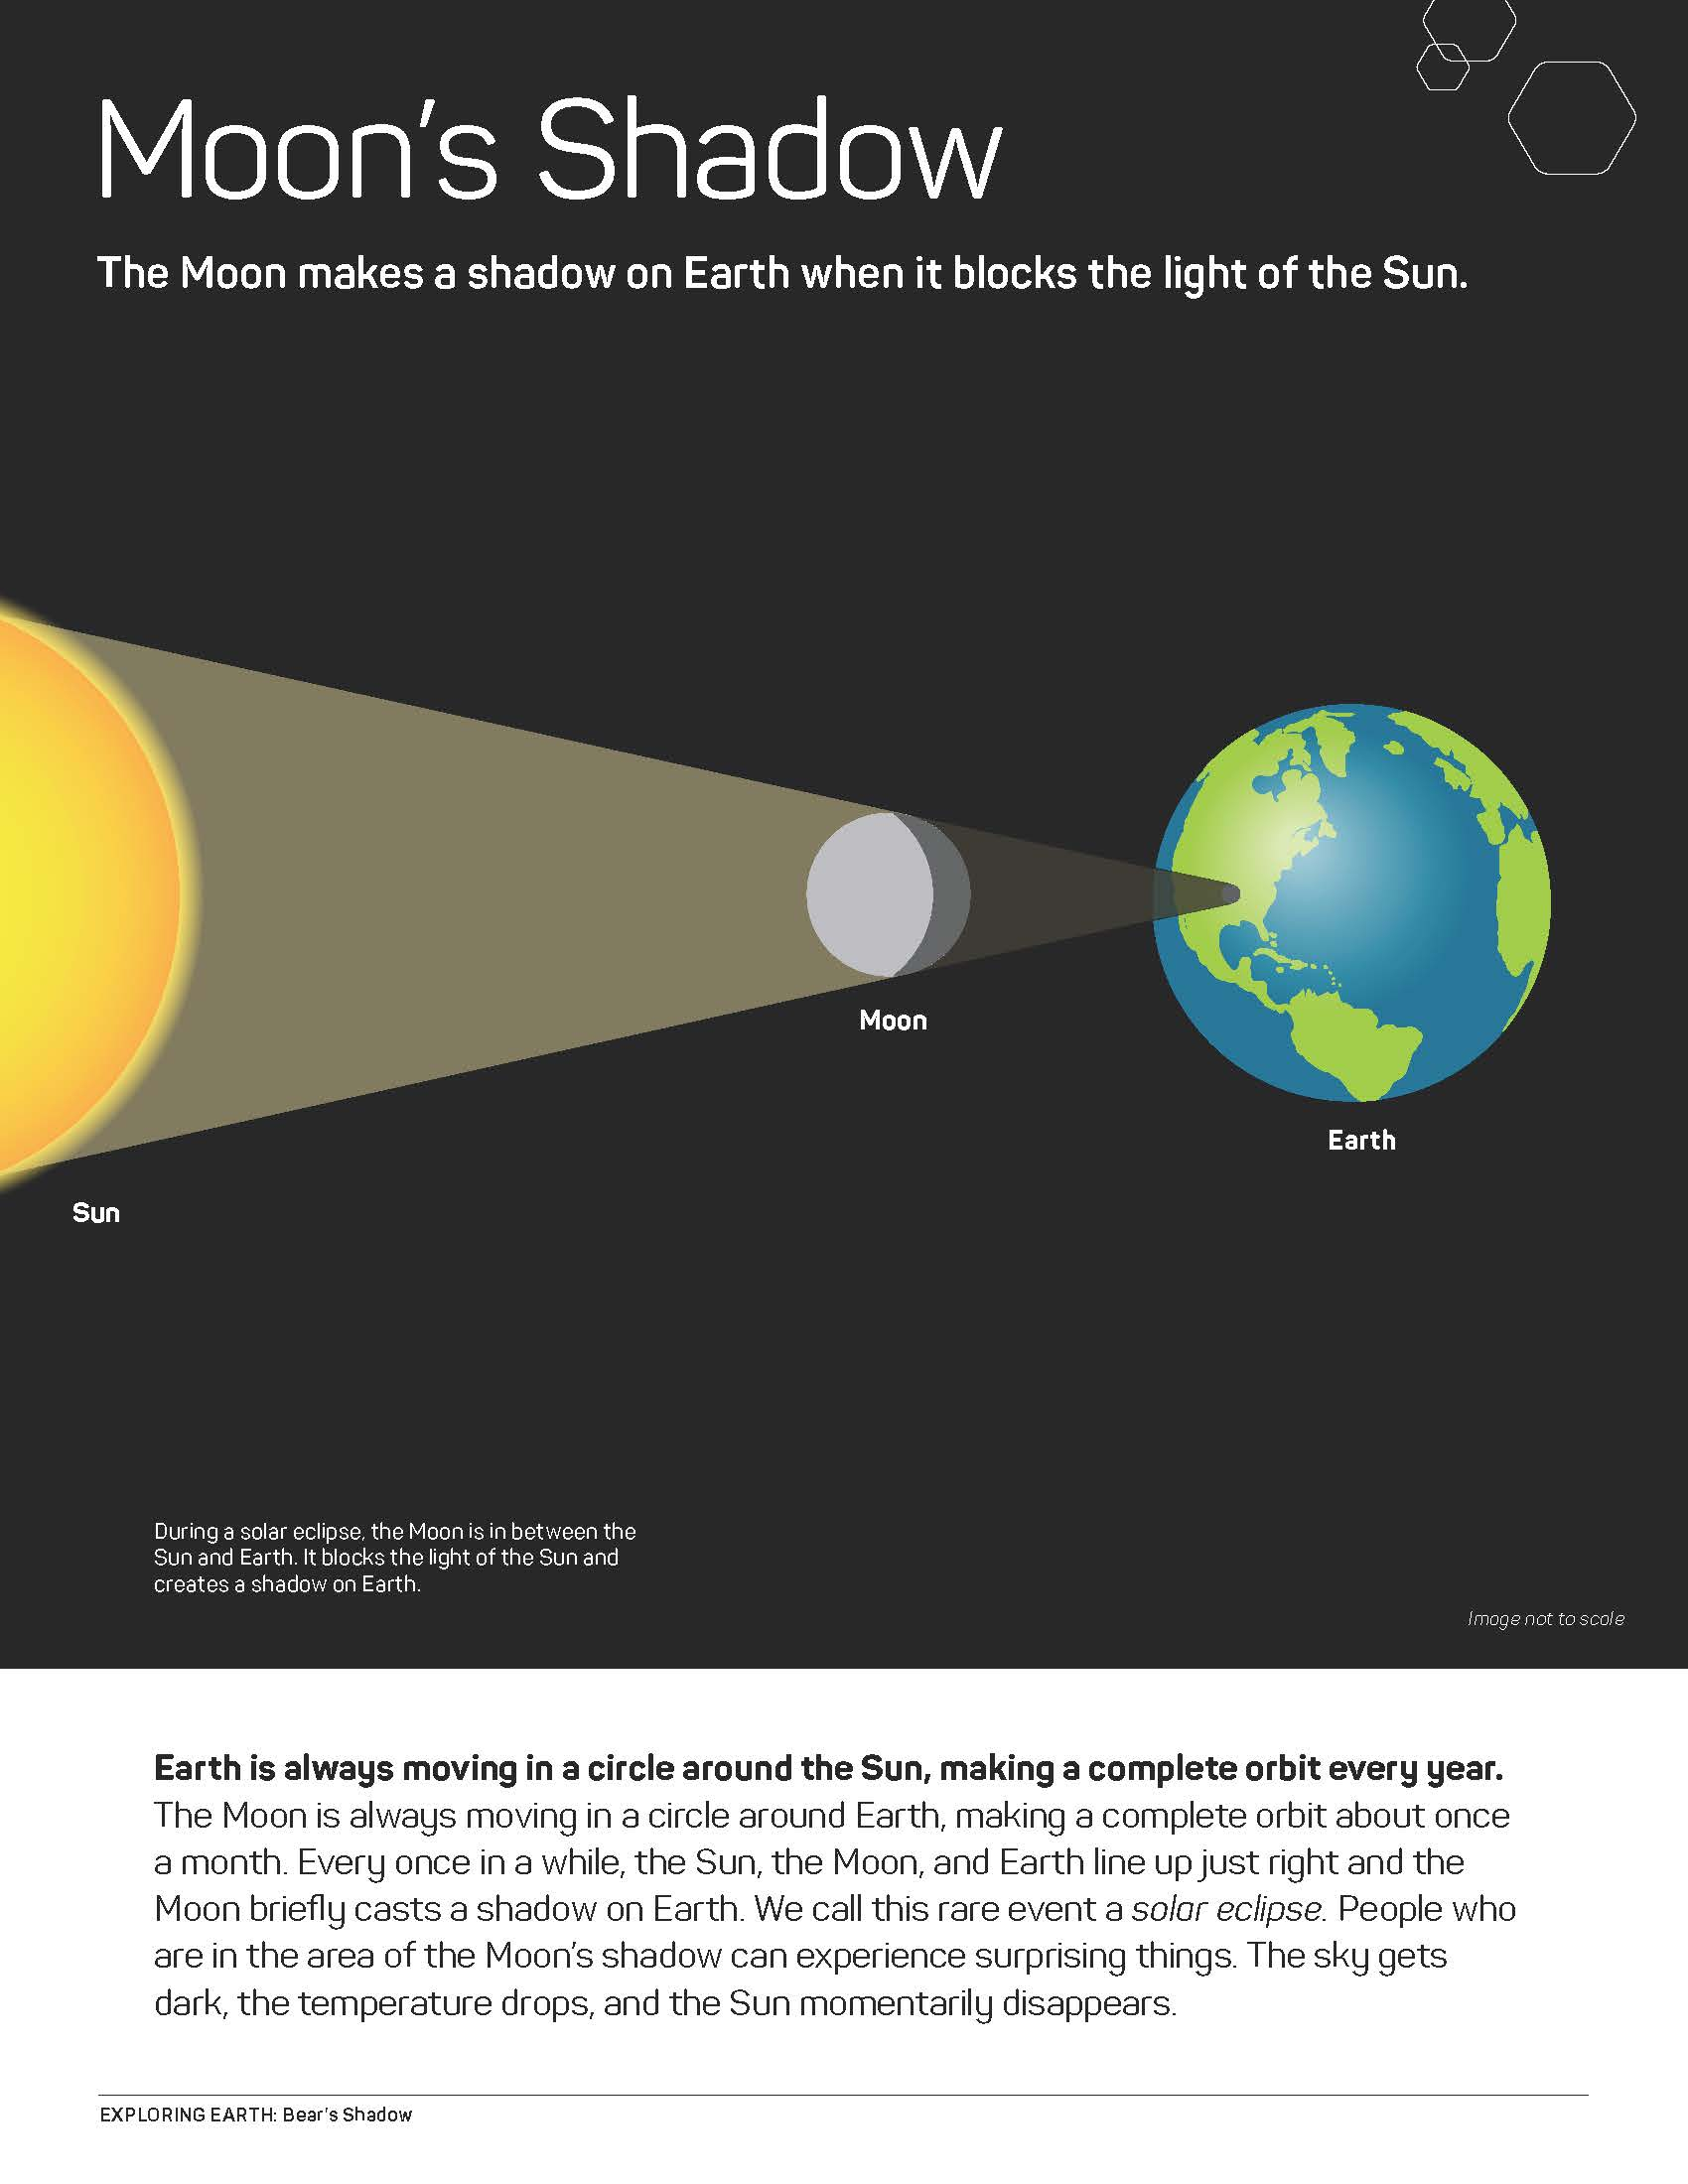 Moon's Shadow
The Moon makes a shadow on Earth when it blocks the light of the Sun.
Moon
Earth
Sun
During a solar eclipse, the Moon is in between the
Sun and Earth. It blocks the light of the Sun and
creates a shadow on Earth.
Image not to scale
Earth is always moving in a circle around the Sun, making a complete orbit every year.
The Moon is always moving in a circle around Earth, making a complete orbit about once
a month. Every once in a while, the Sun, the Moon, and Earth line up just right and the
Moon briefly casts a shadow on Earth. We call this rare event a solar eclipse. People who
are in the area of the Moon's shadow can experience surprising things. The sky gets
dark, the temperature drops, and the Sun momentarily disappears.
EXPLORING EARTH: Bear's Shadow